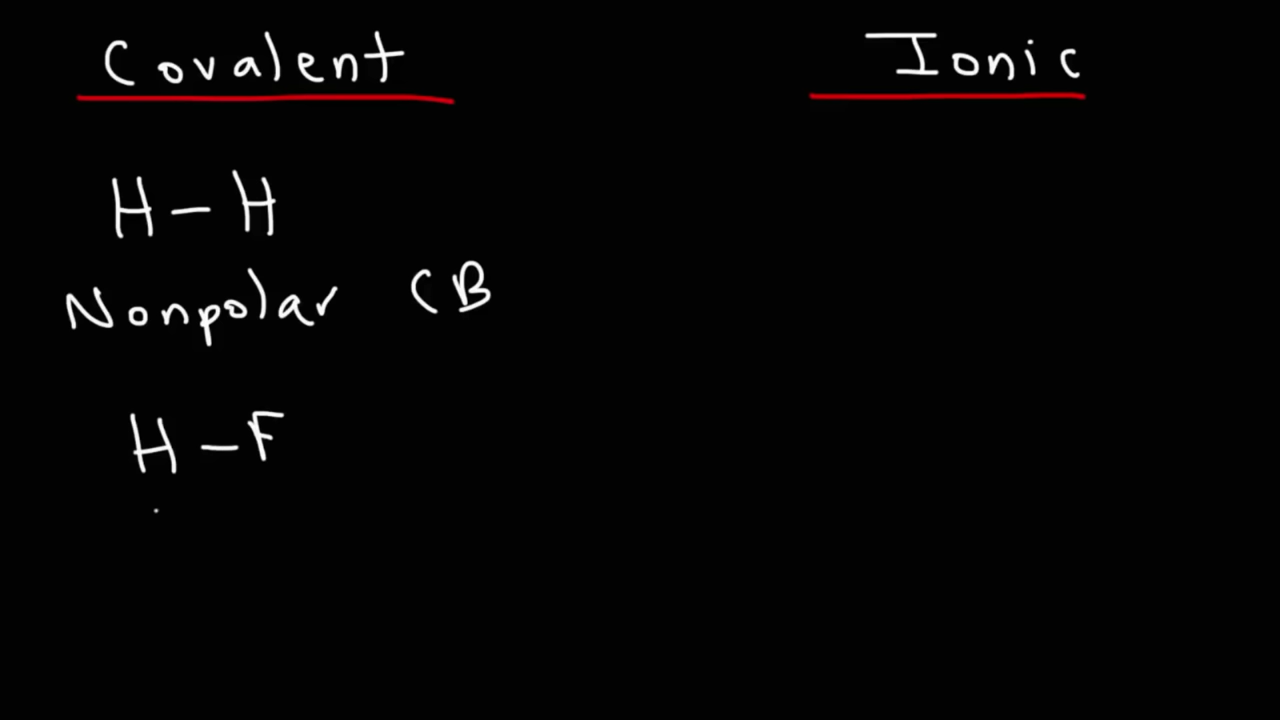 Covalent
Ionic
H - H
Nonpolar CB
H - F